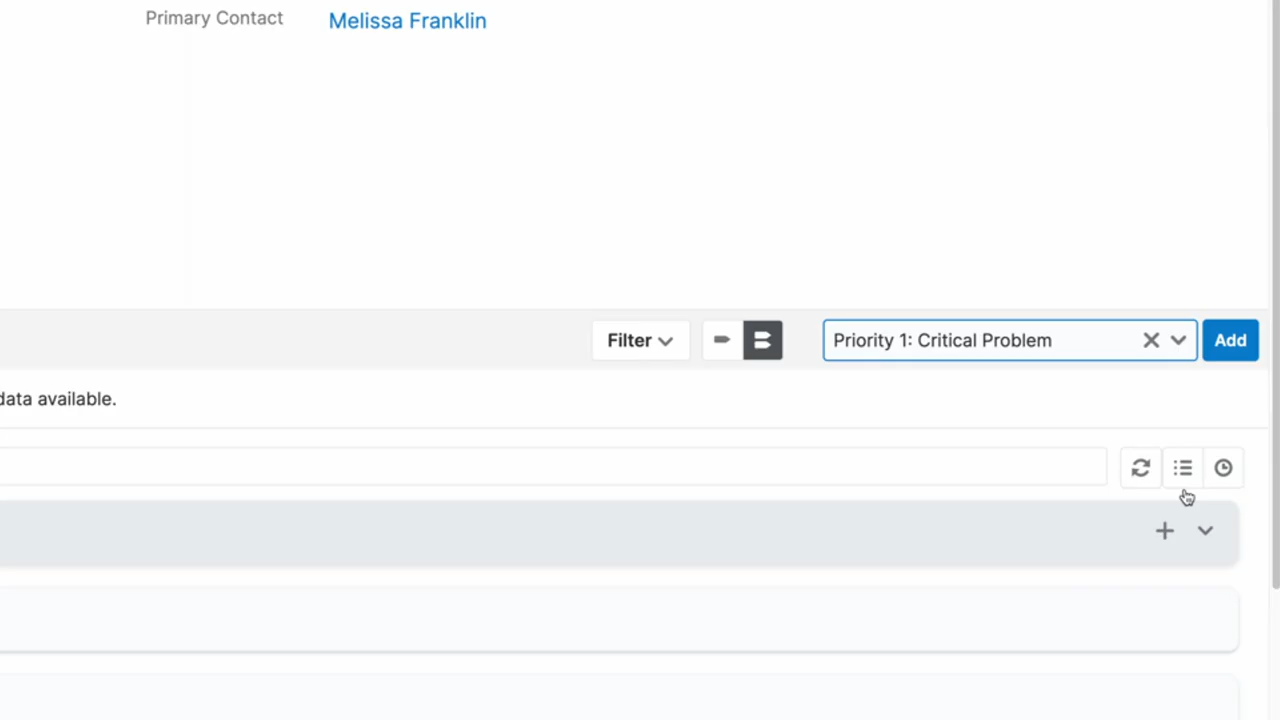 Primary Contact Melissa Franklin
Filter Priority 1: Critical Problem Add
data available.